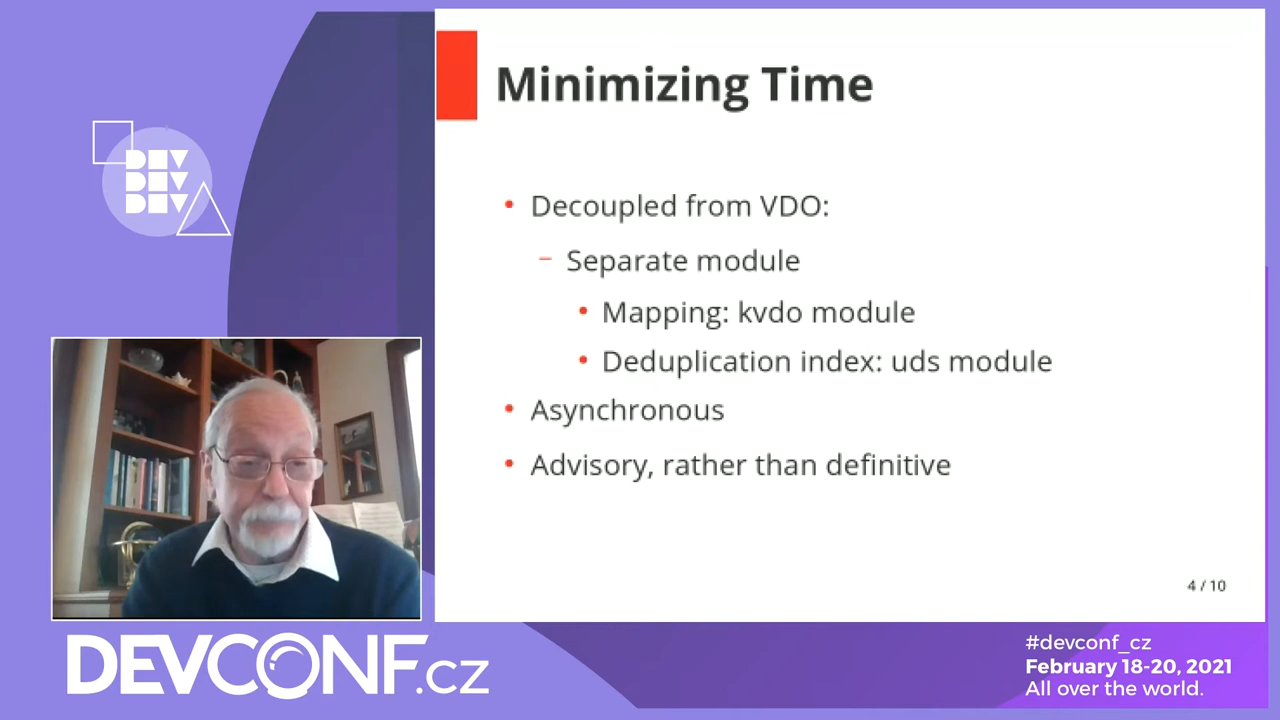 Minimizing Time
• Decoupled from VDO:
– Separate module
• Mapping: kvdo module
• Deduplication index: uds module
• Asynchronous
• Advisory, rather than definitive
4 / 10
DEV
DEV
DEV
DEVCONF.cz
#devconf_cz
February 18-20, 2021
All over the world.